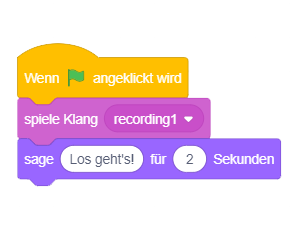 Wenn angeklickt wird
spiele Klang recording1
sage Los geht's! für 2 Sekunden